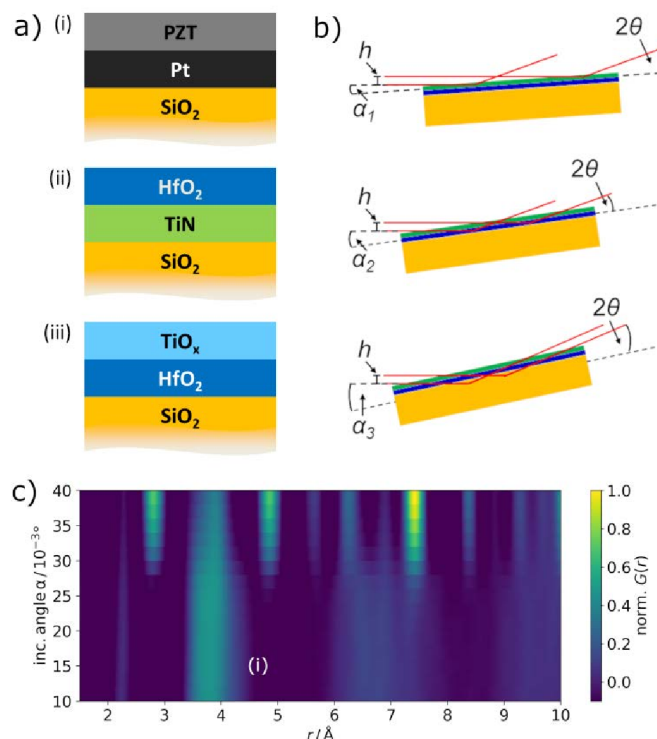 a) (i)
PZT
Pt
SiO₂
(ii)
HfO₂
TiN
SiO₂
(iii)
TiOₓ
HfO₂
SiO₂
b)
2θ
h
α₁
2θ
h
α₂
2θ
h
α₃
c)
40
35
30
25
20
15
10
inc. angle α / 10⁻³°
(i)
2 3 4 5 6 7 8 9 10
r / Å
1.0
0.8
0.6
0.4
0.2
0.0
norm. G(r)